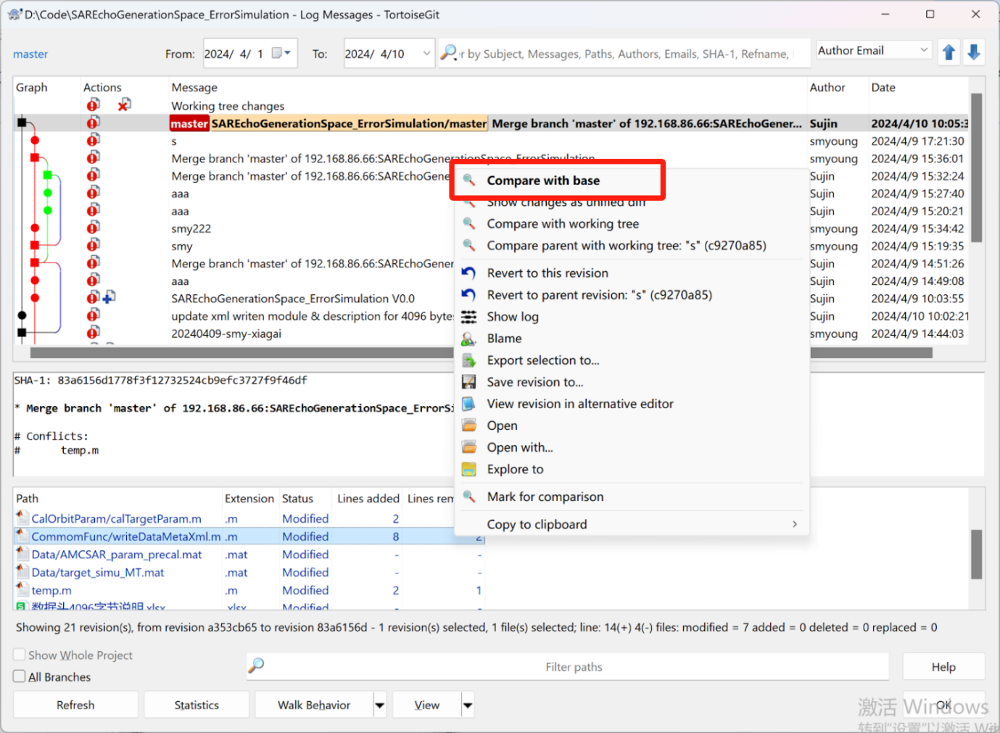 D:\Code\SAREchoGenerationSpace_ErrorSimulation - Log Messages - TortoiseGit
master From: 2024/ 4/ 1 To: 2024/ 4/10 er by Subject, Messages, Paths, Authors, Emails, SHA-1, Refname, Author Email
Graph Actions Message Author Date
Working tree changes
master SAREchoGenerationSpace_ErrorSimulation/master Merge branch 'master' of 192.168.86.66:SAREchoGener... Sujin 2024/4/10 10:05:3
s smyoung 2024/4/9 17:21:30
Merge branch 'master' of 192.168.86.66:SAREchoGenerationSpace_ErrorSimulation smyoung 2024/4/9 15:36:01
Merge branch 'master' of 192.168.86.66:SAREchoGene Sujin 2024/4/9 15:32:24
aaa Sujin 2024/4/9 15:27:40
aaa Sujin 2024/4/9 15:20:21
smy222 smyoung 2024/4/9 15:34:42
smy smyoung 2024/4/9 15:19:35
Merge branch 'master' of 192.168.86.66:SAREchoGene Sujin 2024/4/9 14:51:26
aaa Sujin 2024/4/9 14:49:08
SAREchoGenerationSpace_ErrorSimulation V0.0 Sujin 2024/4/9 10:03:55
update xml writen module & description for 4096 bytes Sujin 2024/4/10 10:02:21
20240409-smy-xiagai smyoung 2024/4/9 14:44:03
Compare with base
Show changes as unified diff
Compare with working tree
Compare parent with working tree: "s" (c9270a85)
Revert to this revision
Revert to parent revision: "s" (c9270a85)
Show log
Blame
Export selection to...
Save revision to...
View revision in alternative editor
Open
Open with...
Explore to
Mark for comparison
Copy to clipboard
SHA-1: 83a6156d1778f3f12732524cb9efc3727f9f46df
* Merge branch 'master' of 192.168.86.66:SAREchoGenerationSpace_ErrorSi
# Conflicts:
# temp.m
Path Extension Status Lines added Lines rem
CalOrbitParam/calTargetParam.m .m Modified 2
CommomFunc/writeDataMetaXml.m .m Modified 8 2
Data/AMCSAR_param_precal.mat .mat Modified - -
Data/target_simu_MT.mat .mat Modified - -
temp.m .m Modified 2 1
数据头4096字节说明.xlsx .xlsx Modified - -
Showing 21 revision(s), from revision a353cb65 to revision 83a6156d - 1 revision(s) selected, 1 file(s) selected; line: 14(+) 4(-) files: modified = 7 added = 0 deleted = 0 replaced = 0
Show Whole Project
All Branches
Filter paths
Help
Refresh Statistics Walk Behavior View OK
激活 Windows
转到"设置"以激活 Wi